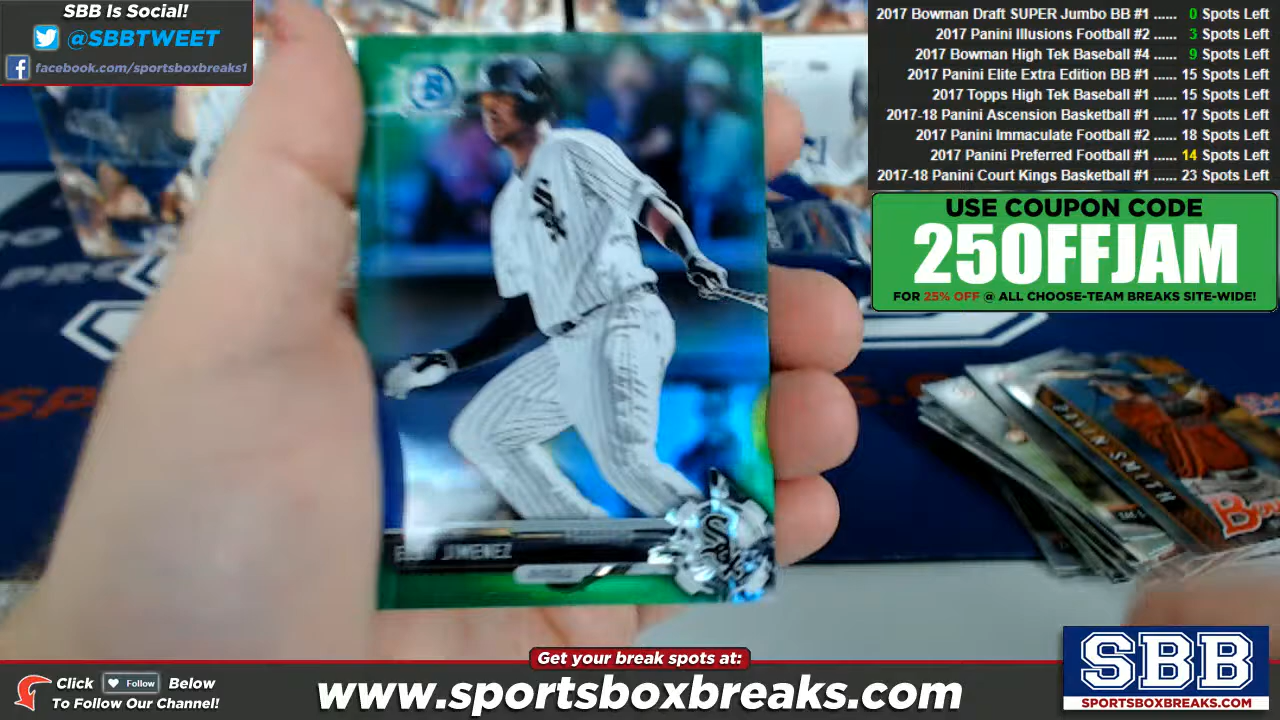 SBB Is Social!
@SBBTWEET
facebook.com/sportsboxbreaks1
2017 Bowman Draft SUPER Jumbo BB #1 ...... 0 Spots Left
2017 Panini Illusions Football #2 ...... 3 Spots Left
2017 Bowman High Tek Baseball #4 ...... 9 Spots Left
2017 Panini Elite Extra Edition BB #1 ...... 15 Spots Left
2017 Topps High Tek Baseball #1 ...... 15 Spots Left
2017-18 Panini Ascension Basketball #1 ...... 17 Spots Left
2017 Panini Immaculate Football #2 ...... 18 Spots Left
2017 Panini Preferred Football #1 ...... 14 Spots Left
2017-18 Panini Court Kings Basketball #1 ...... 23 Spots Left
USE COUPON CODE
25OFFJAM
FOR 25% OFF @ ALL CHOOSE-TEAM BREAKS SITE-WIDE!
PAVIN SMITH
JIMENEZ
Get your break spots at:
Click Follow Below
To Follow Our Channel!
www.sportsboxbreaks.com
SBB
SPORTSBOXBREAKS.COM